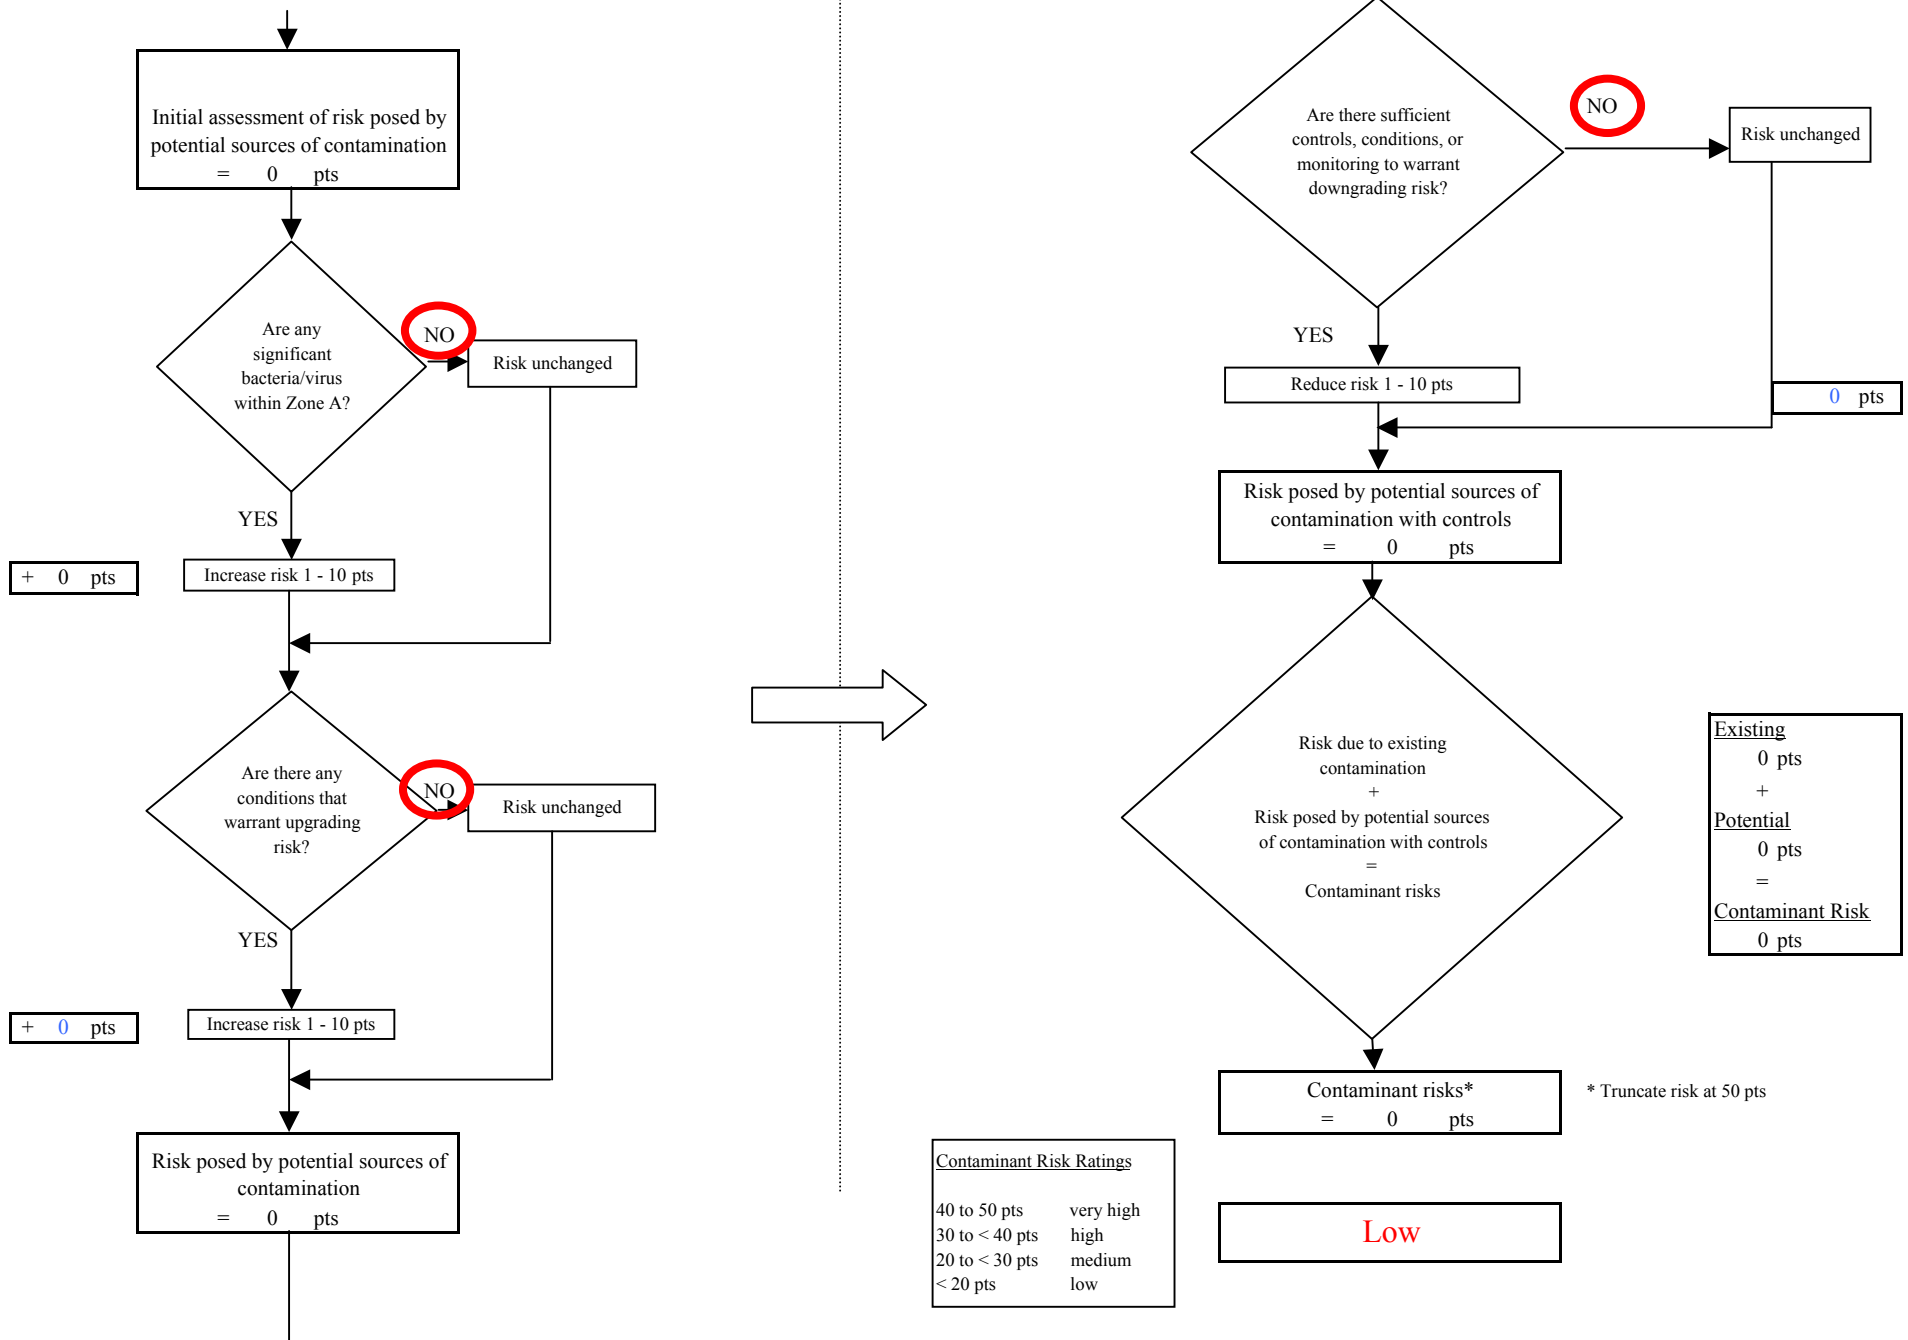 Initial assessment of risk posed by
potential sources of contamination
= 0 pts
Are any
significant
bacteria/virus
within Zone A?
NO
Risk unchanged
YES
+ 0 pts
Increase risk 1 - 10 pts
Are there any
conditions that
warrant upgrading
risk?
NO
Risk unchanged
YES
+ 0 pts
Increase risk 1 - 10 pts
Risk posed by potential sources of
contamination
= 0 pts
Are there sufficient
controls, conditions, or
monitoring to warrant
downgrading risk?
NO
Risk unchanged
YES
Reduce risk 1 - 10 pts
0 pts
Risk posed by potential sources of
contamination with controls
= 0 pts
Risk due to existing
contamination
+
Risk posed by potential sources
of contamination with controls
=
Contaminant risks
Existing
0 pts
+
Potential
0 pts
=
Contaminant Risk
0 pts
Contaminant risks*
= 0 pts
* Truncate risk at 50 pts
Contaminant Risk Ratings
40 to 50 pts very high
30 to < 40 pts high
20 to < 30 pts medium
< 20 pts low
Low